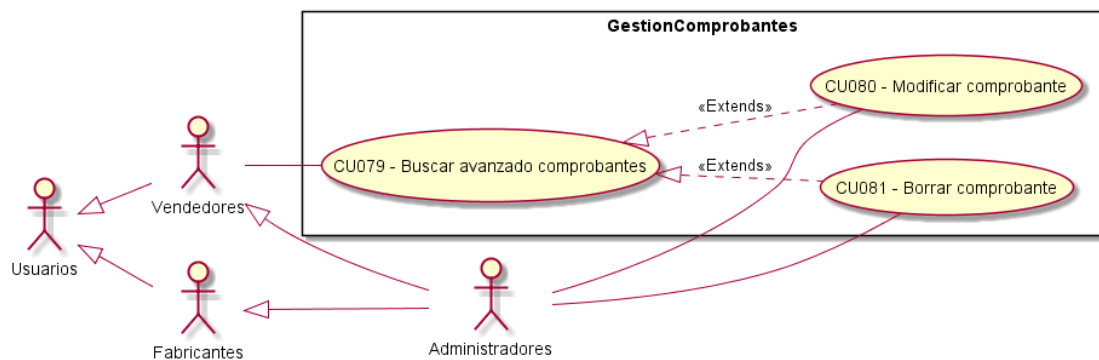 GestionComprobantes
CU080 - Modificar comprobante
«Extends»
CU079 - Buscar avanzado comprobantes
«Extends»
CU081 - Borrar comprobante
Vendedores
Usuarios
Fabricantes
Administradores